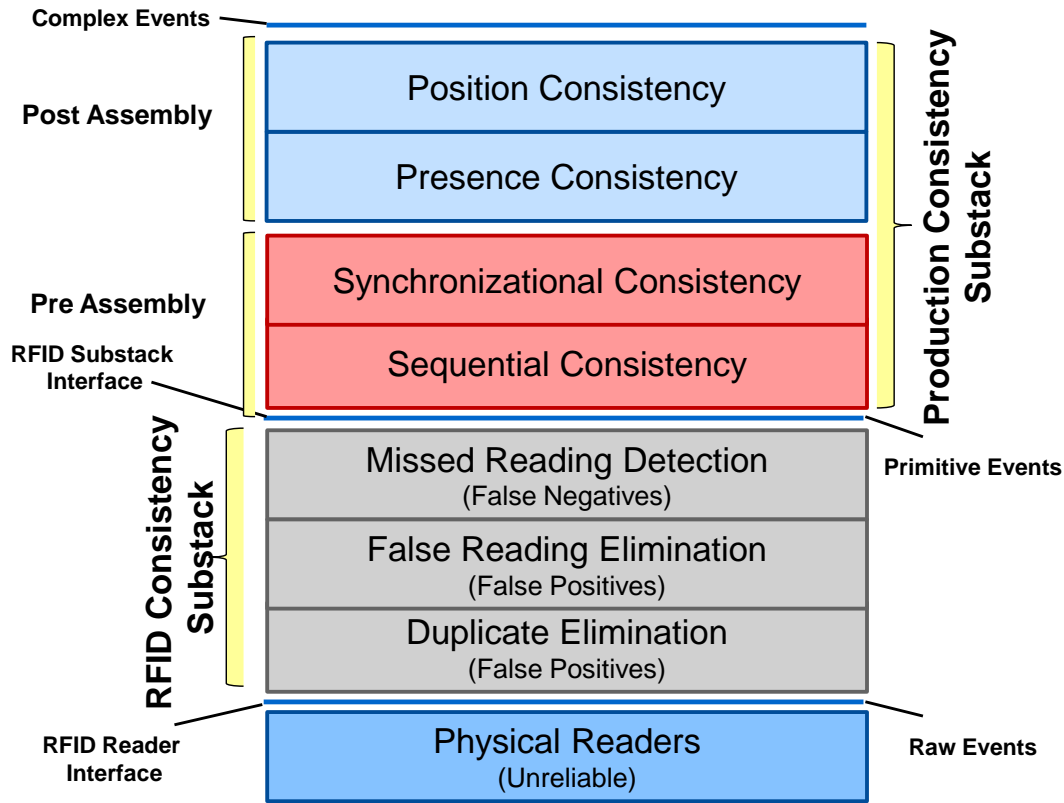 Complex Events
Position Consistency
Post Assembly
Presence Consistency
Production Consistency
Substack
Synchronizational Consistency
Pre Assembly
RFID Substack
Interface
Sequential Consistency
Primitive Events
RFID Consistency
Substack
Missed Reading Detection
(False Negatives)
False Reading Elimination
(False Positives)
Duplicate Elimination
(False Positives)
RFID Reader
Interface
Physical Readers
(Unreliable)
Raw Events